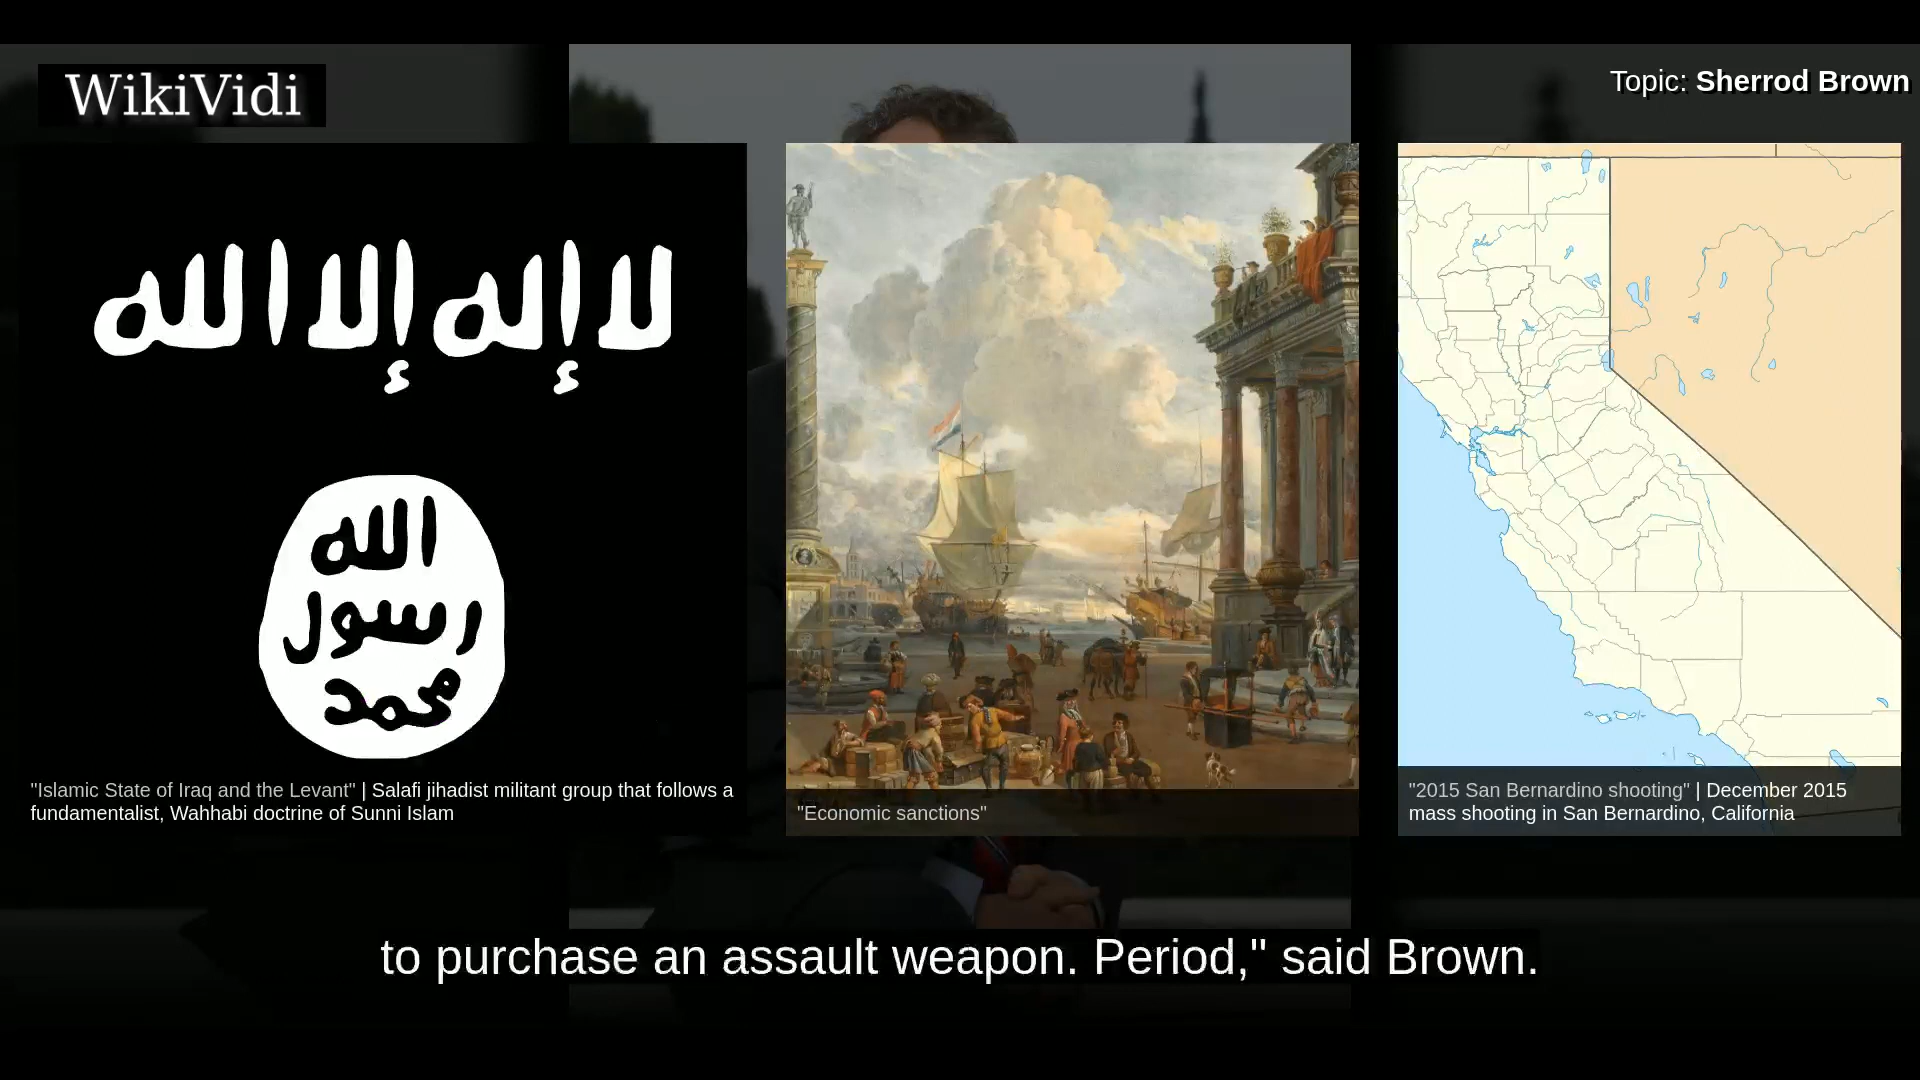 WikiVidi
Topic: Sherrod Brown
لا إله إلا الله
الله
رسول
محمد
"Islamic State of Iraq and the Levant" | Salafi jihadist militant group that follows a
fundamentalist, Wahhabi doctrine of Sunni Islam
"Economic sanctions"
"2015 San Bernardino shooting" | December 2015
mass shooting in San Bernardino, California
to purchase an assault weapon. Period," said Brown.